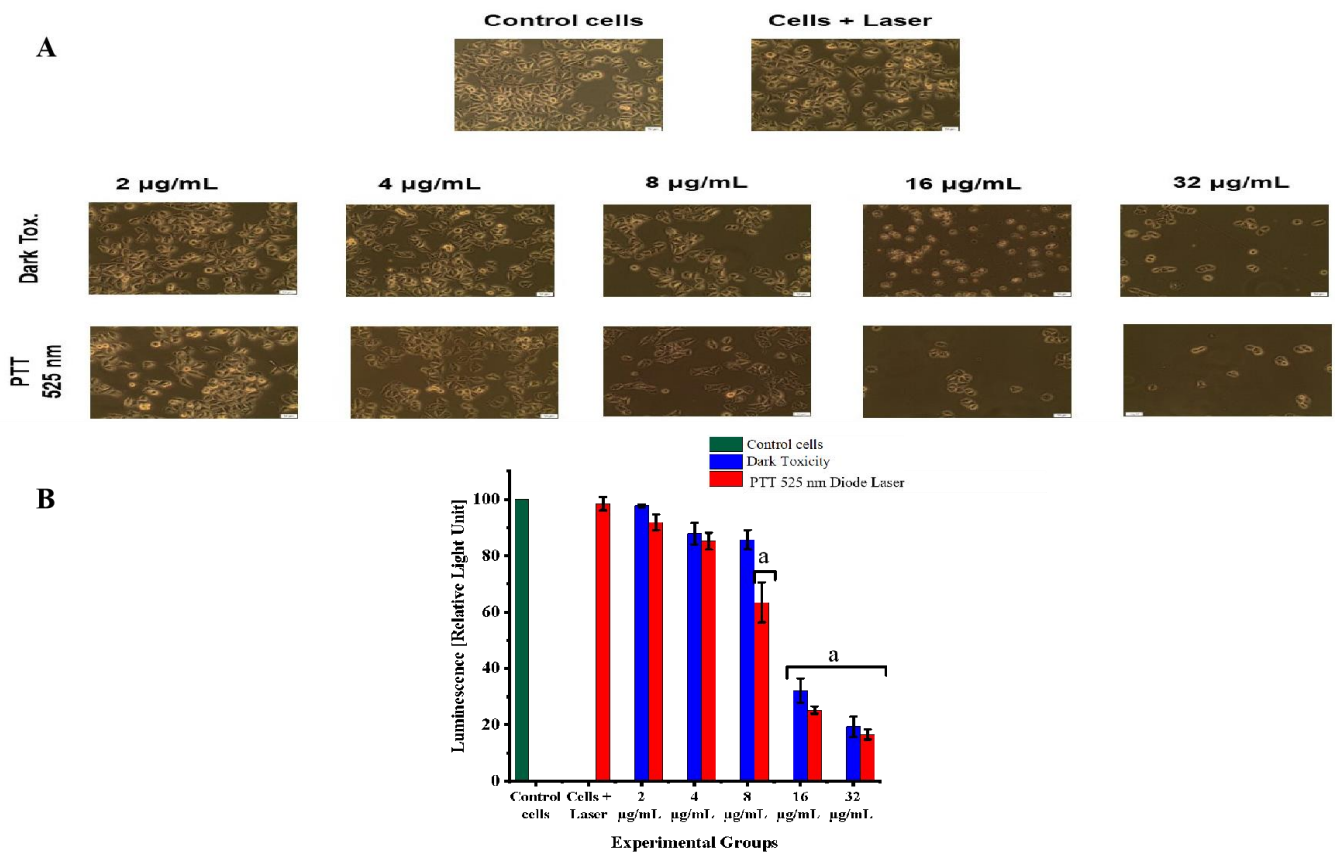 Control cells
Cells + Laser
A
2 µg/mL
4 µg/mL
8 µg/mL
16 µg/mL
32 µg/mL
Dark Tox.
PTT
525 nm
B
Control cells
Dark Toxicity
PTT 525 nm Diode Laser
Luminescence [Relative Light Unit]
100
80
60
40
20
0
a
a
Control
cells
Cells +
Laser
2
µg/mL
4
µg/mL
8
µg/mL
16
µg/mL
32
µg/mL
Experimental Groups